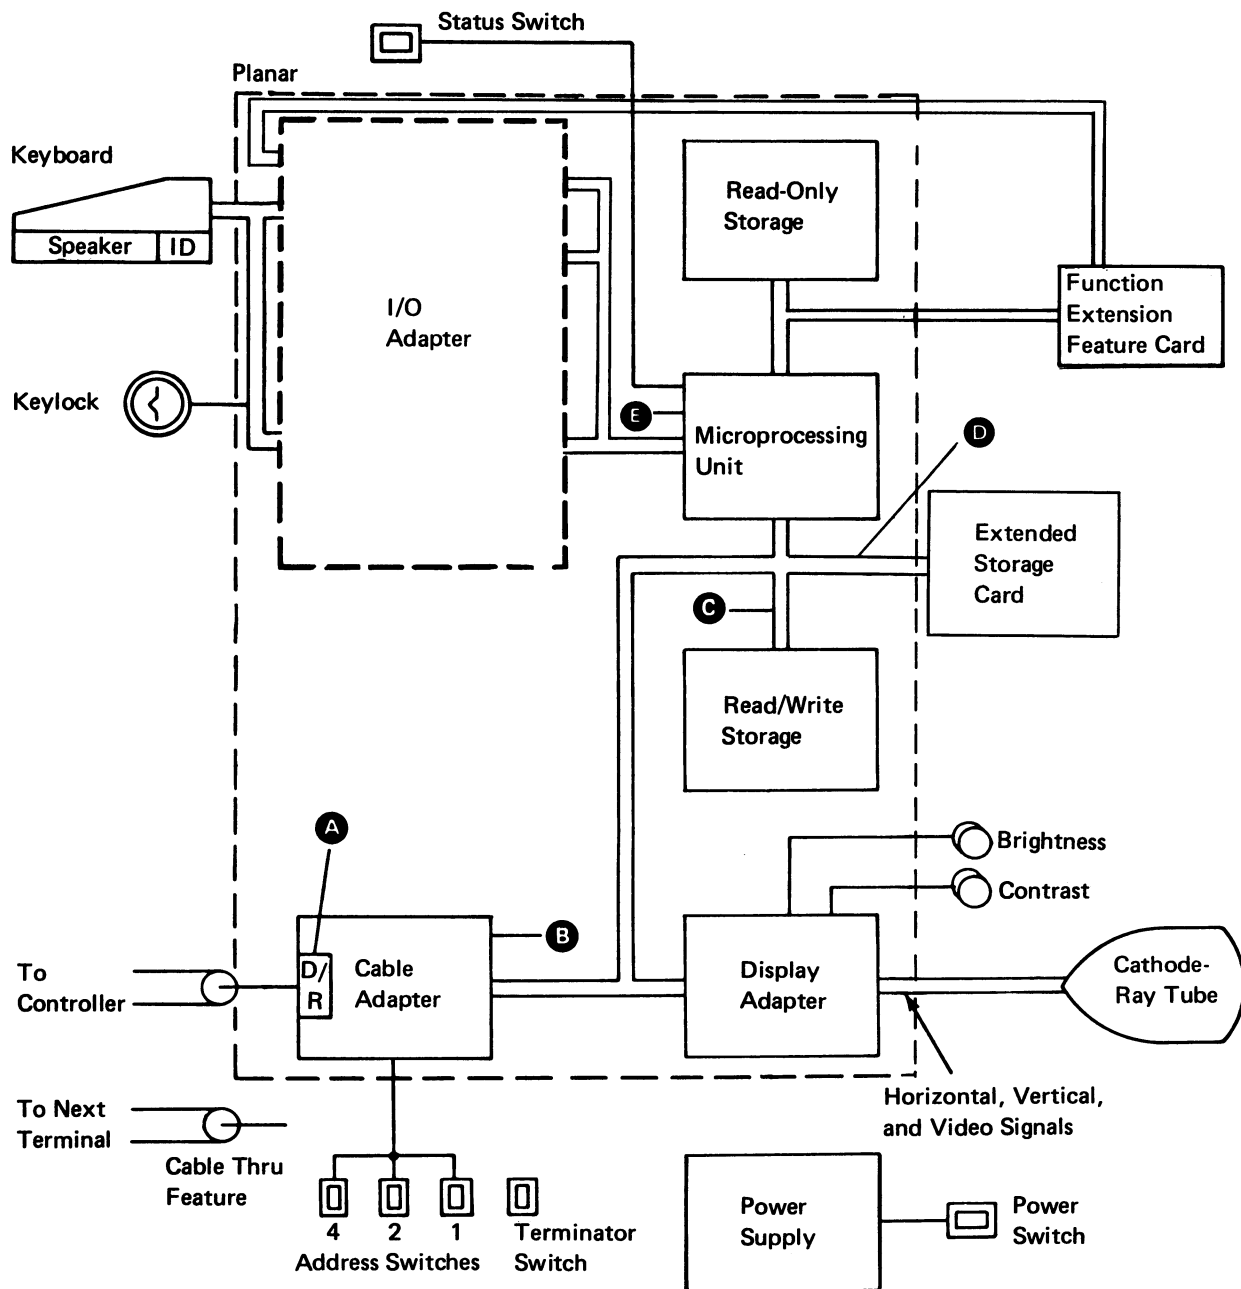 Status Switch
Planar
Keyboard
Speaker
ID
I/O
Adapter
Read-Only
Storage
Function
Extension
Feature Card
Keylock
E
Microprocessing
Unit
D
Extended
Storage
Card
C
Read/Write
Storage
A
Brightness
Contrast
B
To
Controller
D/
R
Cable
Adapter
Display
Adapter
Cathode-
Ray Tube
Horizontal, Vertical,
and Video Signals
To Next
Terminal
Cable Thru
Feature
4 2 1
Address Switches
Terminator
Switch
Power
Supply
Power
Switch